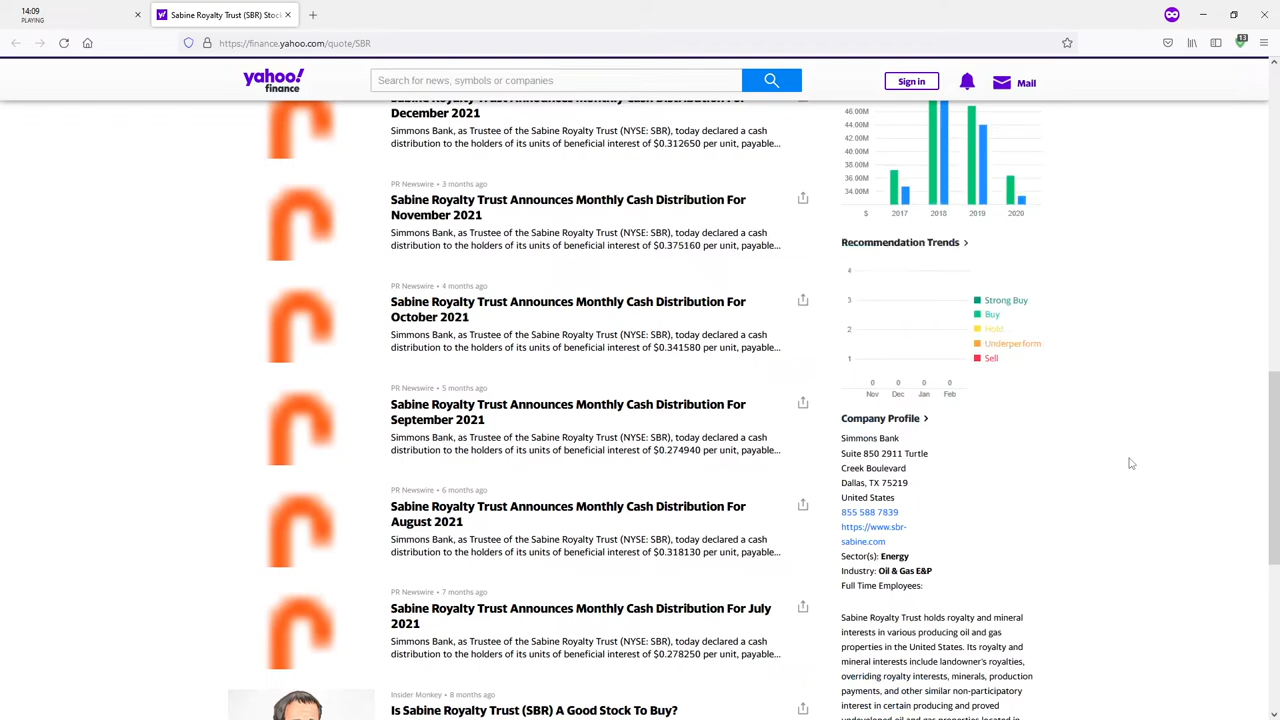 14:09
PLAYING
Sabine Royalty Trust (SBR) Stoc
https://finance.yahoo.com/quote/SBR
13
yahoo!
finance
Search for news, symbols or companies
Sign in
Mail
Sabine Royalty Trust Announces Monthly Cash Distribution For
December 2021
Simmons Bank, as Trustee of the Sabine Royalty Trust (NYSE: SBR), today declared a cash
distribution to the holders of its units of beneficial interest of $0.312650 per unit, payable...
PR Newswire • 3 months ago
Sabine Royalty Trust Announces Monthly Cash Distribution For
November 2021
Simmons Bank, as Trustee of the Sabine Royalty Trust (NYSE: SBR), today declared a cash
distribution to the holders of its units of beneficial interest of $0.375160 per unit, payable...
PR Newswire • 4 months ago
Sabine Royalty Trust Announces Monthly Cash Distribution For
October 2021
Simmons Bank, as Trustee of the Sabine Royalty Trust (NYSE: SBR), today declared a cash
distribution to the holders of its units of beneficial interest of $0.341580 per unit, payable...
PR Newswire • 5 months ago
Sabine Royalty Trust Announces Monthly Cash Distribution For
September 2021
Simmons Bank, as Trustee of the Sabine Royalty Trust (NYSE: SBR), today declared a cash
distribution to the holders of its units of beneficial interest of $0.274940 per unit, payable...
PR Newswire • 6 months ago
Sabine Royalty Trust Announces Monthly Cash Distribution For
August 2021
Simmons Bank, as Trustee of the Sabine Royalty Trust (NYSE: SBR), today declared a cash
distribution to the holders of its units of beneficial interest of $0.318130 per unit, payable...
PR Newswire • 7 months ago
Sabine Royalty Trust Announces Monthly Cash Distribution For July
2021
Simmons Bank, as Trustee of the Sabine Royalty Trust (NYSE: SBR), today declared a cash
distribution to the holders of its units of beneficial interest of $0.278250 per unit, payable...
Insider Monkey • 8 months ago
Is Sabine Royalty Trust (SBR) A Good Stock To Buy?
46.00M
44.00M
42.00M
40.00M
38.00M
36.00M
34.00M
$ 2017 2018 2019 2020
Recommendation Trends
4
3
2
1
Strong Buy
Buy
Hold
Underperform
Sell
0 0 0 0
Nov Dec Jan Feb
Company Profile
Simmons Bank
Suite 850 2911 Turtle
Creek Boulevard
Dallas, TX 75219
United States
855 588 7839
https://www.sbr-
sabine.com
Sector(s): Energy
Industry: Oil & Gas E&P
Full Time Employees:
Sabine Royalty Trust holds royalty and mineral
interests in various producing oil and gas
properties in the United States. Its royalty and
mineral interests include landowner's royalties,
overriding royalty interests, minerals, production
payments, and other similar non-participatory
interest in certain producing and proved
undeveloped oil and gas properties located in